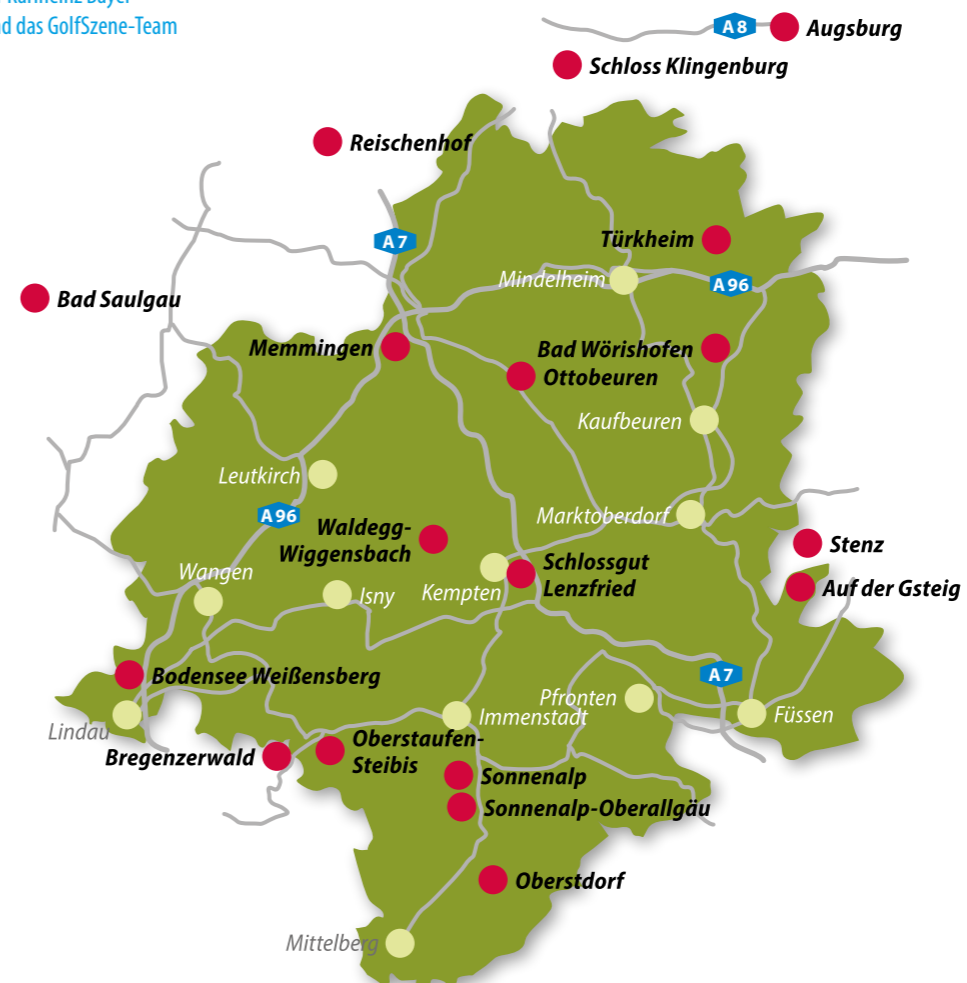 das GolfSzene-Team
A8
Augsburg
Schloss Klingenburg
Reischenhof
A7
Türkheim
Mindelheim
A96
Bad Saulgau
Memmingen
Bad Wörishofen
Ottobeuren
Kaufbeuren
Leutkirch
A96
Marktoberdorf
Waldegg-
Wiggensbach
Stenz
Schlossgut
Lenzfried
Kempten
Wangen
Isny
Auf der Gsteig
Bodensee Weißensberg
A7
Pfronten
Immenstadt
Füssen
Lindau
Bregenzerwald
Oberstaufen-
Steibis
Sonnenalp
Sonnenalp-Oberallgäu
Oberstdorf
Mittelberg